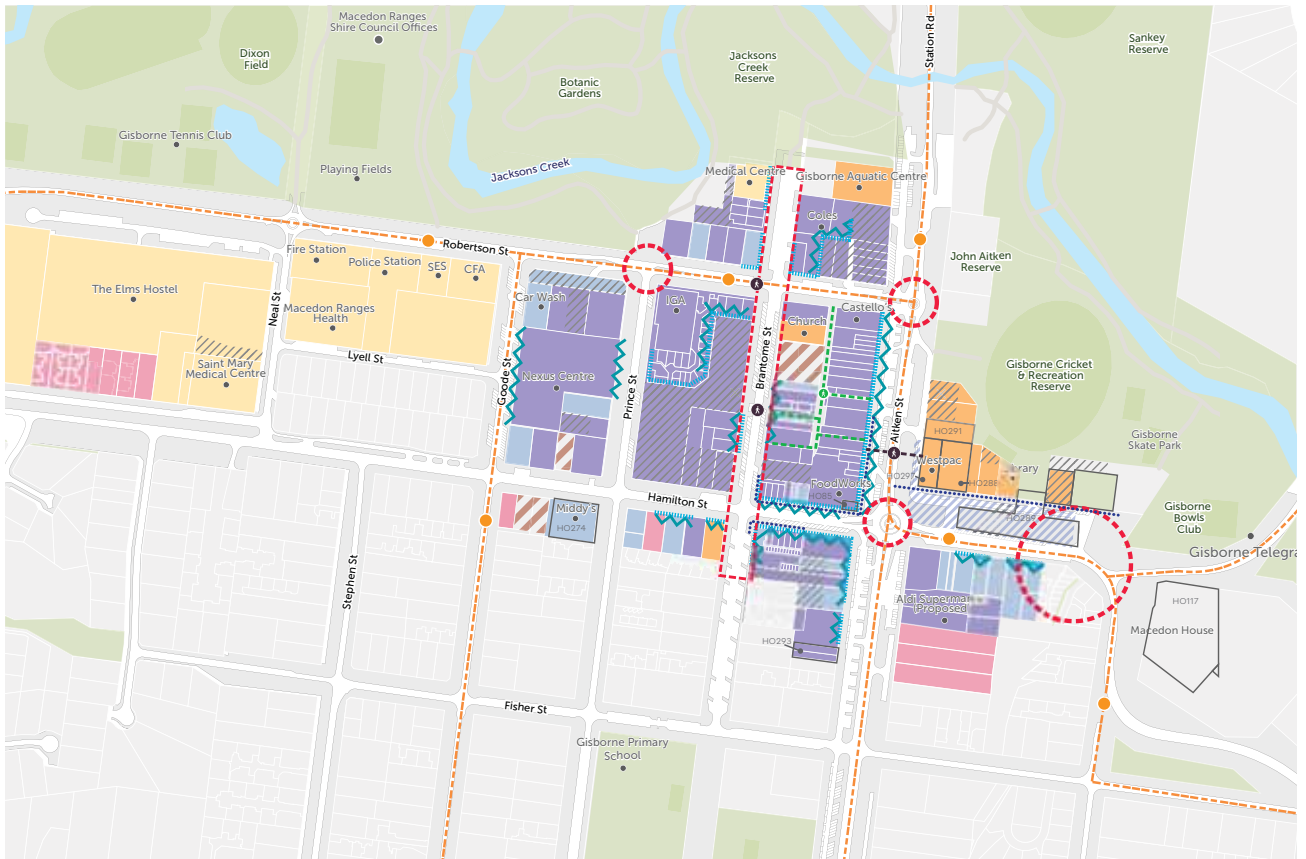 Macedon Ranges
Shire Council Offices
Dixon
Field
Botanic
Gardens
Jacksons
Creek
Reserve
Station Rd
Sankey
Reserve
Gisborne Tennis Club
Playing Fields
Jacksons Creek
Medical Centre
Gisborne Aquatic Centre
Coles
Robertson St
Fire Station
Police Station
SES
CFA
The Elms Hostel
Neal St
Macedon Ranges
Health
Car Wash
IGA
Church
Castello's
John Aitken
Reserve
Lyell St
Saint Mary
Medical Centre
Goode St
Nexus Centre
Prince St
Brantome St
Aitken St
Gisborne Cricket
& Recreation
Reserve
HO291
Westpac
HO288
Gisborne
Skate Park
FoodWorks
HO85
Hamilton St
Middy's
HO274
HO289
Gisborne
Bowls
Club
Gisborne Telegra
Stephen St
Aldi Superma
(Proposed
HO117
Macedon House
HO293
Fisher St
Gisborne Primary
School